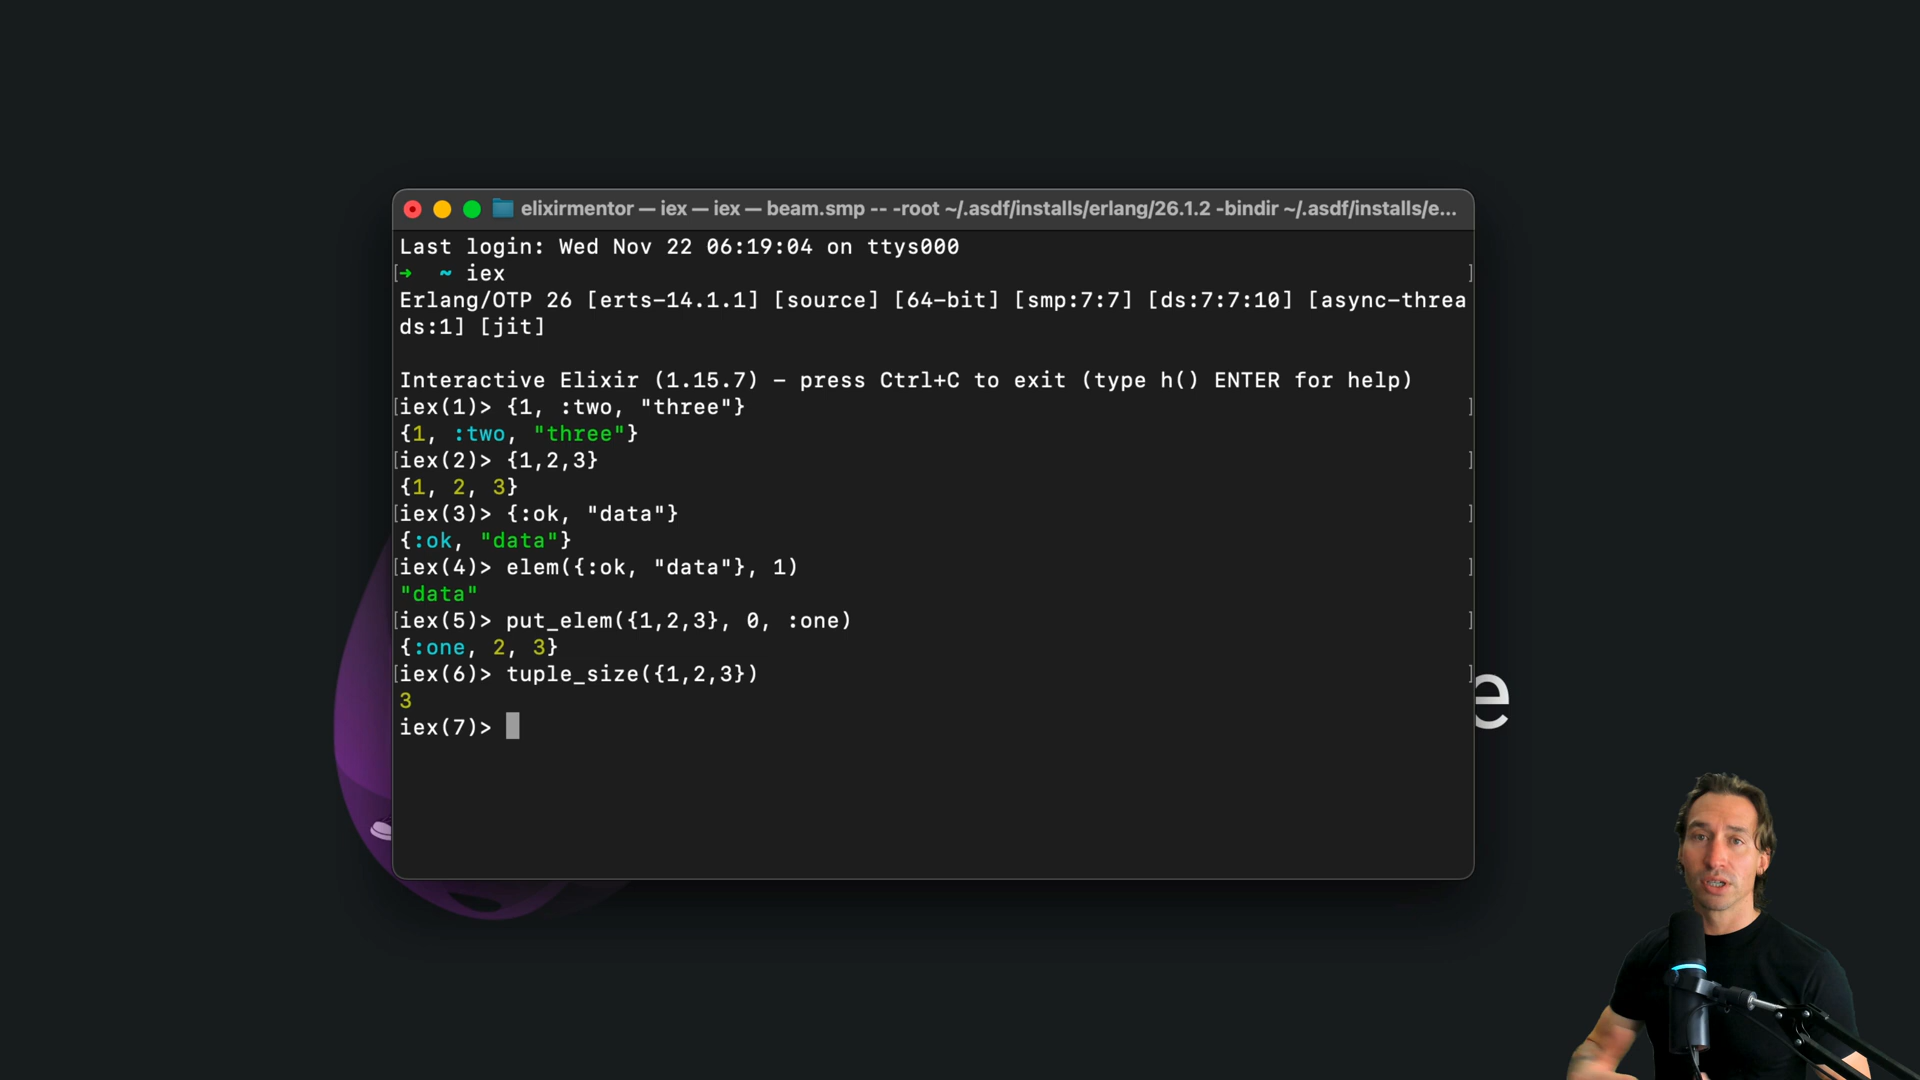 elixirmentor — iex — iex — beam.smp -- -root ~/.asdf/installs/erlang/26.1.2 -bindir ~/.asdf/installs/e...
Last login: Wed Nov 22 06:19:04 on ttys000
[→  ~ iex ]
Erlang/OTP 26 [erts-14.1.1] [source] [64-bit] [smp:7:7] [ds:7:7:10] [async-threa
ds:1] [jit]
Interactive Elixir (1.15.7) – press Ctrl+C to exit (type h() ENTER for help)
[iex(1)> {1, :two, "three"} ]
{1, :two, "three"}
[iex(2)> {1,2,3} ]
{1, 2, 3}
[iex(3)> {:ok, "data"} ]
{:ok, "data"}
[iex(4)> elem({:ok, "data"}, 1) ]
"data"
[iex(5)> put_elem({1,2,3}, 0, :one) ]
{:one, 2, 3}
[iex(6)> tuple_size({1,2,3}) ]
3
iex(7)>
e